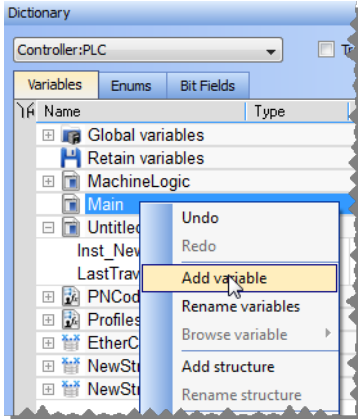 Dictionary
Controller:PLC
Tr
Variables Enums Bit Fields
Name Type
Global variables
Retain variables
MachineLogic
Main
Undo
Redo
Add variable
Rename variables
Browse variable
Add structure
Rename structure
Untitled
Inst_New
LastTrav
PNCod
Profiles
EtherC
NewStr
NewStr